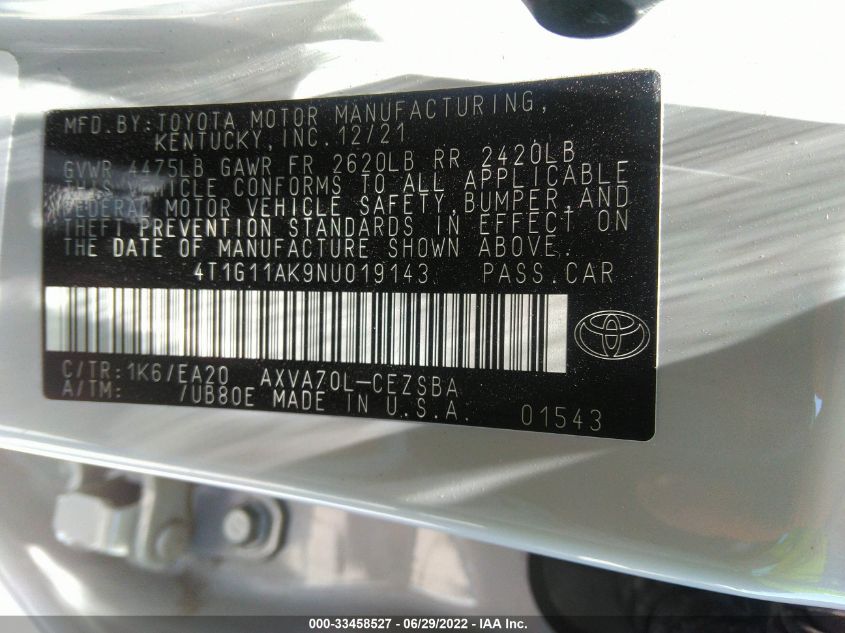 MFD.BY:TOYOTA MOTOR MANUFACTURING,
KENTUCKY, INC. 12/21
GVWR 4475LB GAWR FR 2620LB RR 2420LB
THIS VEHICLE CONFORMS TO ALL APPLICABLE
FEDERAL MOTOR VEHICLE SAFETY, BUMPER, AND
THEFT PREVENTION STANDARDS IN EFFECT ON
THE DATE OF MANUFACTURE SHOWN ABOVE.
4T1G11AK9NU019143 PASS.CAR
C/TR:1K6/EA20 AXVA70L-CEZSBA
A/TM: /UB80E MADE IN U.S.A. 01543
000-33458527 - 06/29/2022 - IAA Inc.